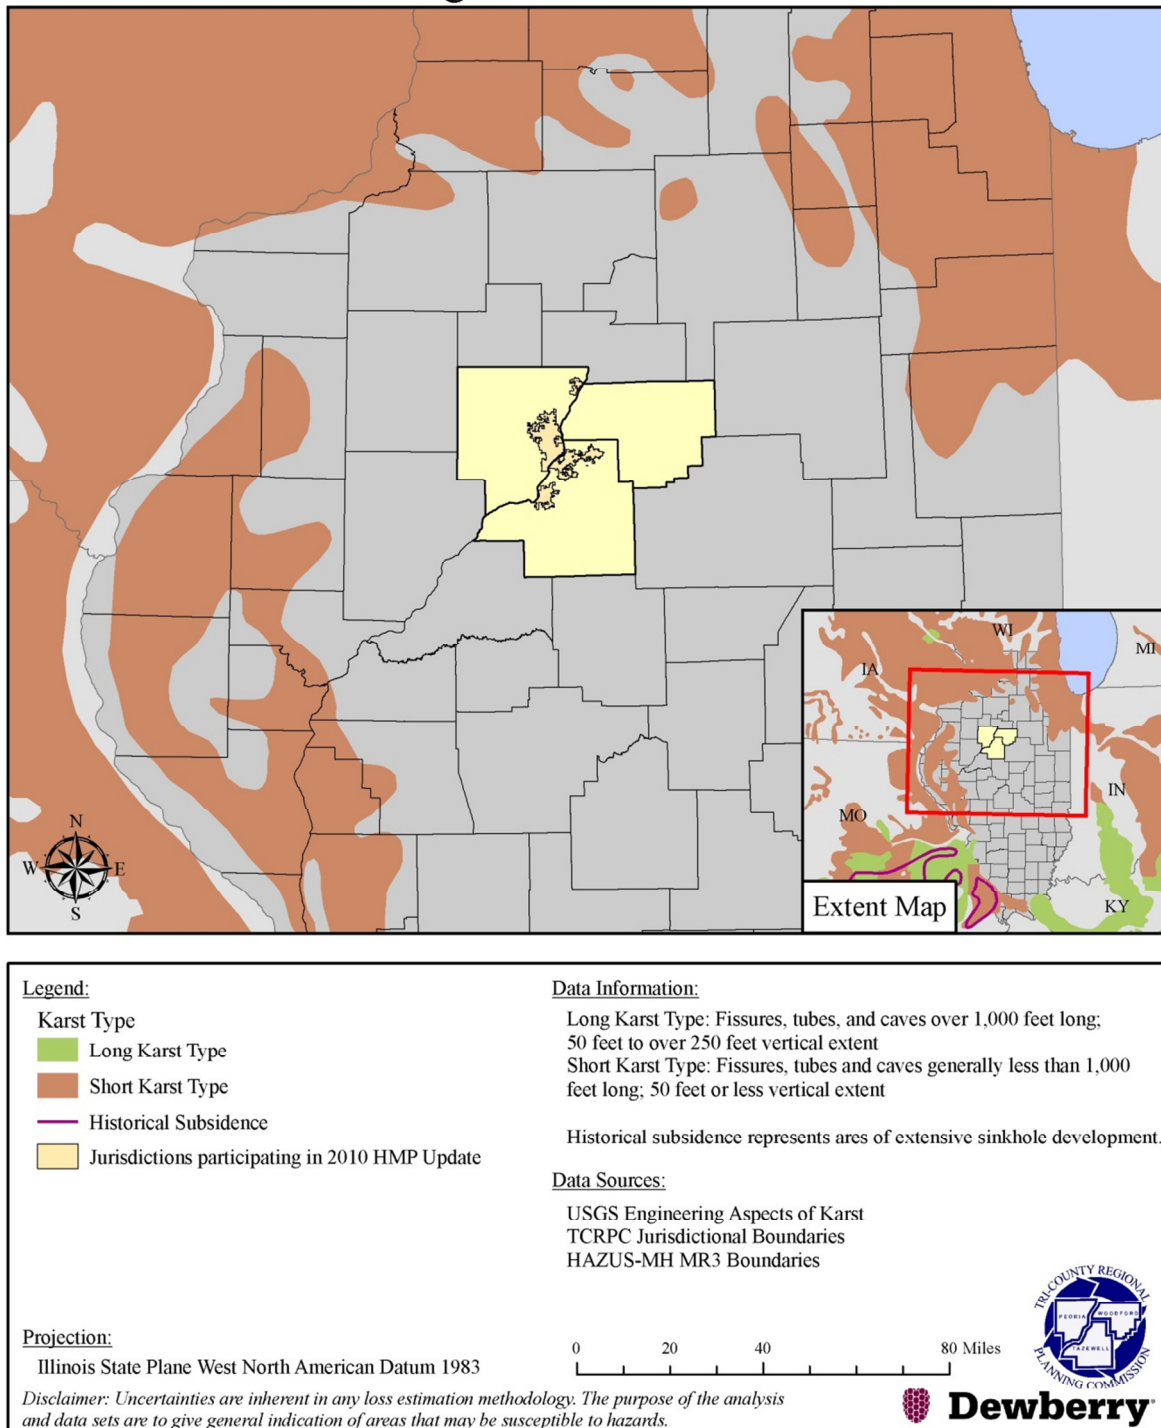 N
W
E
S
WI
MI
IA
IN
MO
KY
Extent Map
Legend:
Karst Type
Long Karst Type
Short Karst Type
Historical Subsidence
Jurisdictions participating in 2010 HMP Update
Data Information:
Long Karst Type: Fissures, tubes, and caves over 1,000 feet long;
50 feet to over 250 feet vertical extent
Short Karst Type: Fissures, tubes and caves generally less than 1,000
feet long; 50 feet or less vertical extent
Historical subsidence represents ares of extensive sinkhole development.
Data Sources:
USGS Engineering Aspects of Karst
TCRPC Jurisdictional Boundaries
HAZUS-MH MR3 Boundaries
Projection:
Illinois State Plane West North American Datum 1983
0 20 40 80 Miles
TRI-COUNTY REGIONAL
PEORIA WOODFORD
TAZEWELL
PLANNING COMMISSION
Disclaimer: Uncertainties are inherent in any loss estimation methodology. The purpose of the analysis
and data sets are to give general indication of areas that may be susceptible to hazards.
Dewberry